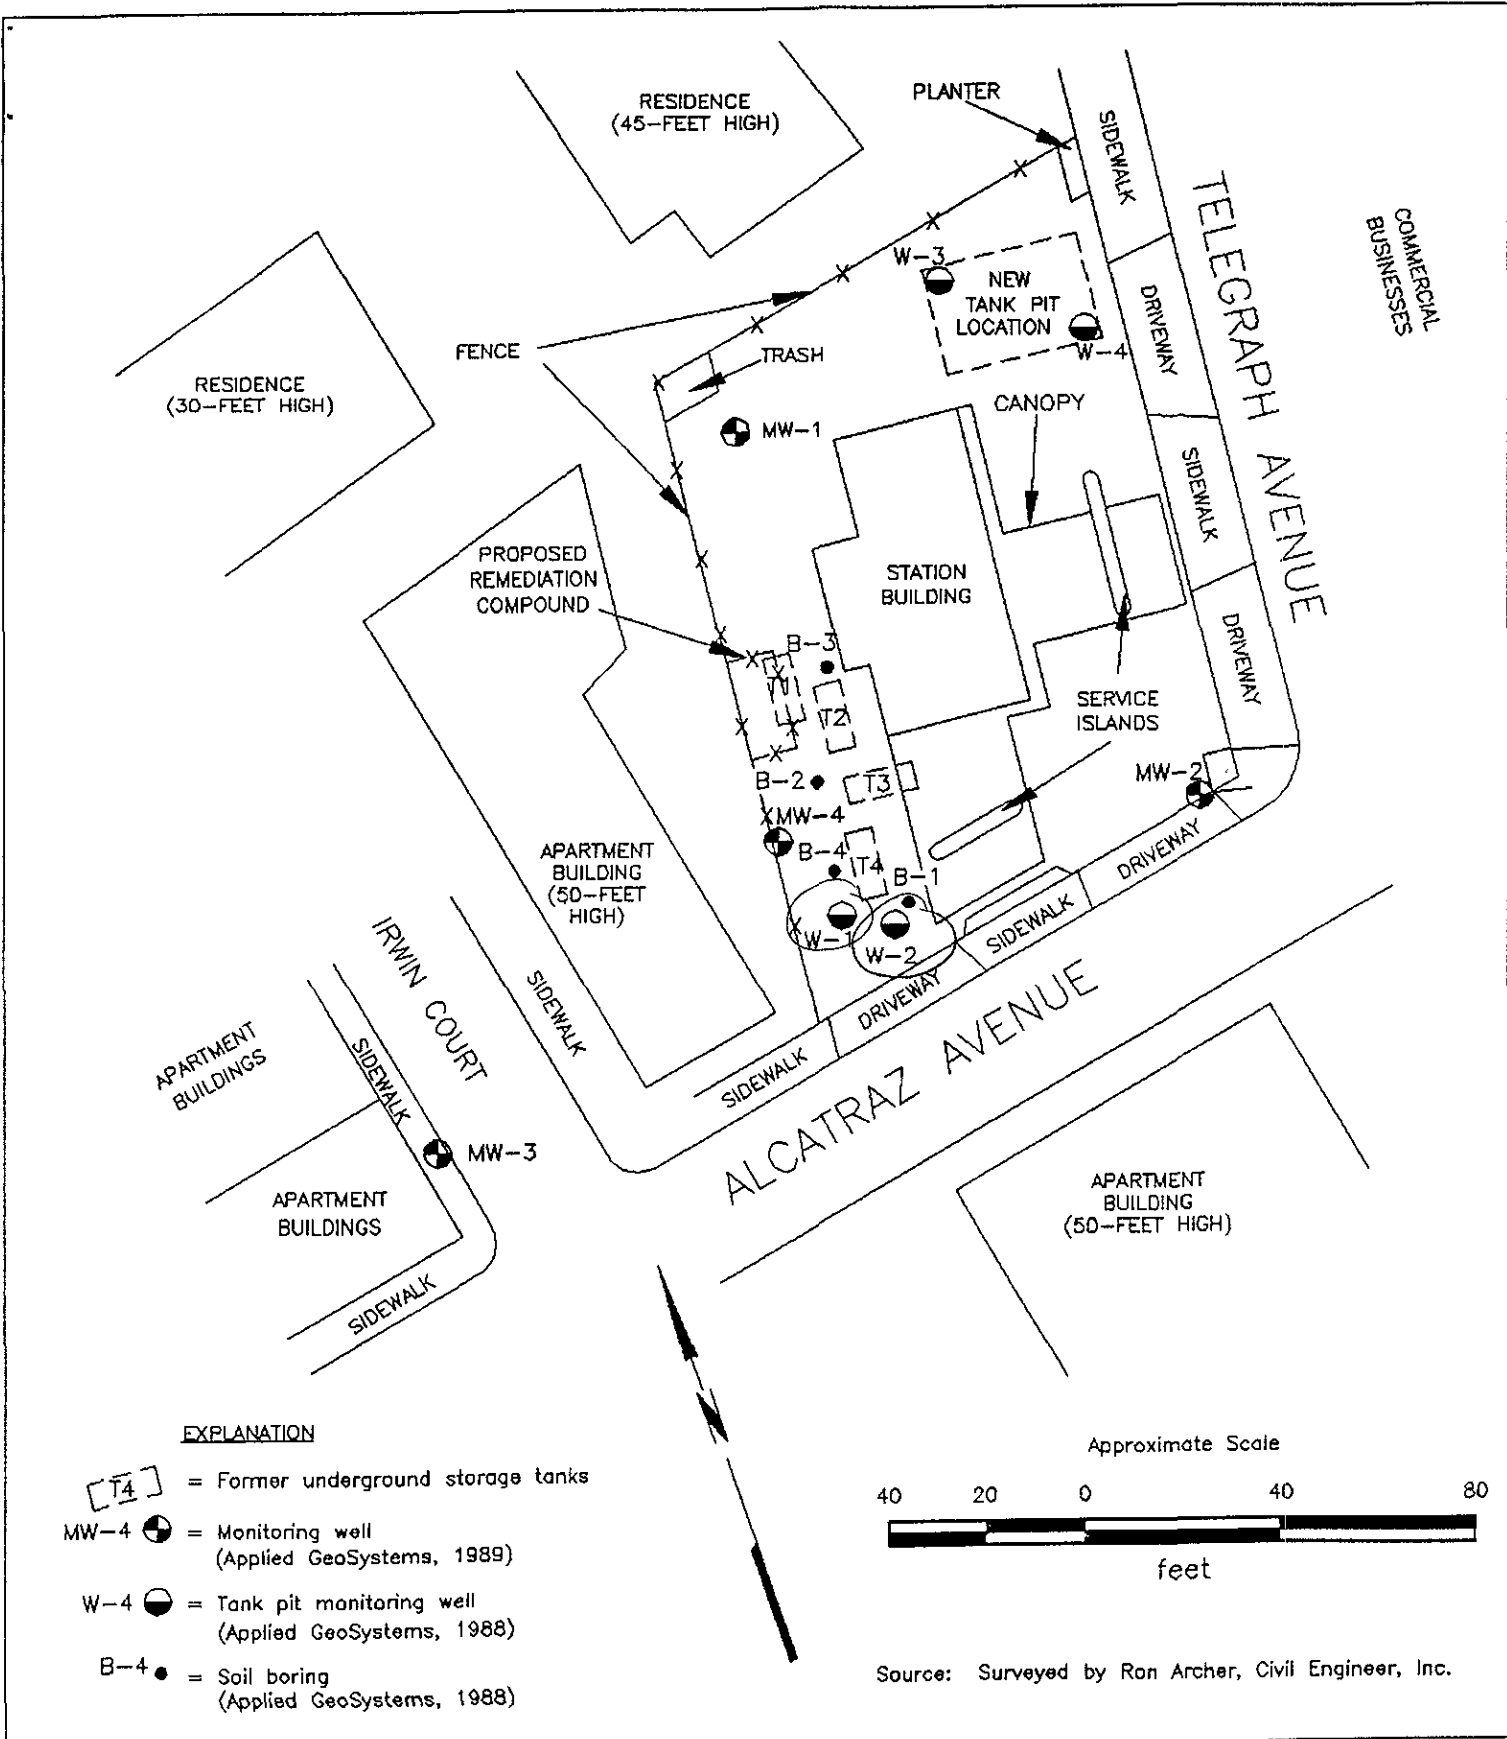 RESIDENCE
(45-FEET HIGH)
PLANTER
SIDEWALK
TELEGRAPH AVENUE
COMMERCIAL
BUSINESSES
W-3
NEW
TANK PIT
LOCATION
W-4
DRIVEWAY
FENCE
TRASH
RESIDENCE
(30-FEET HIGH)
CANOPY
MW-1
SIDEWALK
PROPOSED
REMEDIATION
COMPOUND
STATION
BUILDING
DRIVEWAY
B-3
T1
T2
SERVICE
ISLANDS
B-2
T3
MW-2
MW-4
B-4
T4
B-1
DRIVEWAY
APARTMENT
BUILDING
(50-FEET
HIGH)
W-1
W-2
SIDEWALK
IRWIN COURT
SIDEWALK
DRIVEWAY
APARTMENT
BUILDINGS
SIDEWALK
SIDEWALK
ALCATRAZ AVENUE
MW-3
APARTMENT
BUILDINGS
APARTMENT
BUILDING
(50-FEET HIGH)
SIDEWALK
EXPLANATION
T4 = Former underground storage tanks
MW-4 = Monitoring well
(Applied GeoSystems, 1989)
W-4 = Tank pit monitoring well
(Applied GeoSystems, 1988)
B-4 = Soil boring
(Applied GeoSystems, 1988)
Approximate Scale
40 20 0 40 80
feet
Source: Surveyed by Ron Archer, Civil Engineer, Inc.